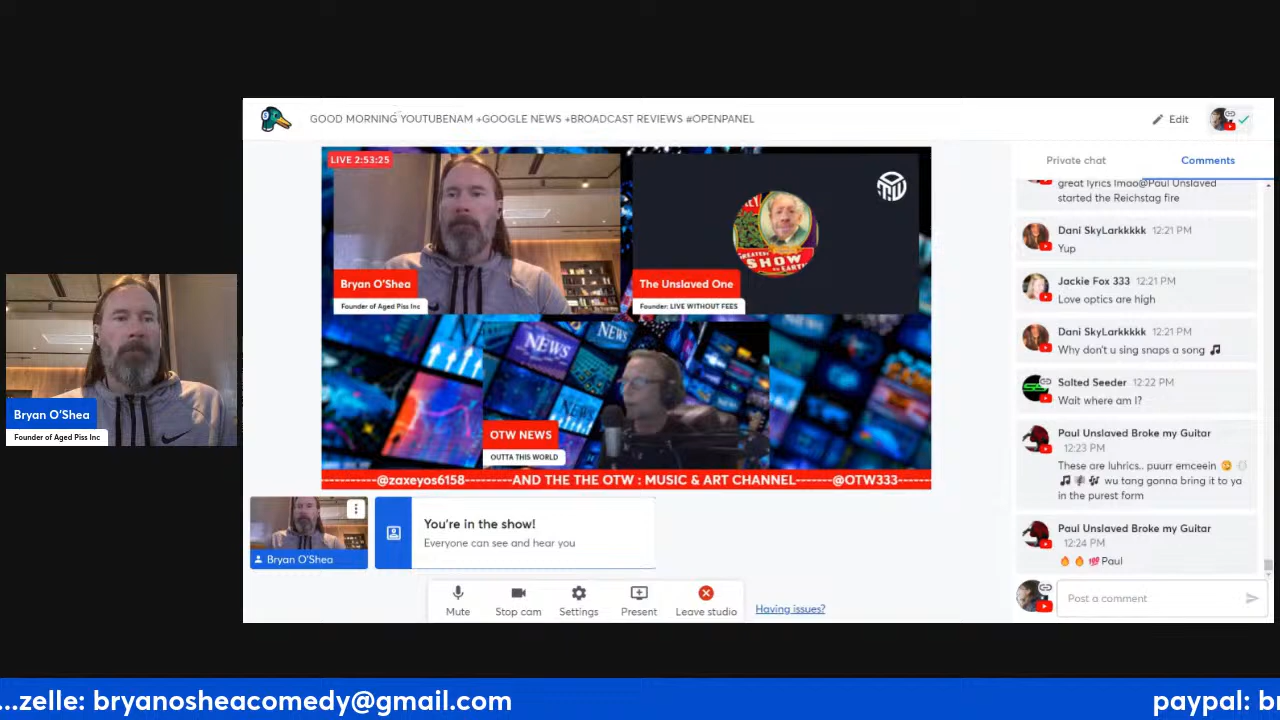 GOOD MORNING YOUTUBENAM +GOOGLE NEWS +BROADCAST REVIEWS #OPENPANEL
Edit
LIVE 2:53:25
Bryan O'Shea
Founder of Aged Piss Inc
GREATEST
SHOW
ON EARTH
The Unslaved One
Founder: LIVE WITHOUT FEES
NEWS
NEWS
NEWS
OTW NEWS
OUTTA THIS WORLD
@zaxeyos6158---------AND THE THE OTW : MUSIC & ART CHANNEL------@OTW333
Private chat
Comments
great lyrics lmao@Paul Unslaved
started the Reichstag fire
Dani SkyLarkkkkk 12:21 PM
Yup
Jackie Fox 333 12:21 PM
Love optics are high
Dani SkyLarkkkkk 12:21 PM
Why don't u sing snaps a song 🎵
Salted Seeder 12:22 PM
Wait where am I?
Paul Unslaved Broke my Guitar
12:23 PM
These are luhrics.. puurr emceein
wu tang gonna bring it to ya
in the purest form
Paul Unslaved Broke my Guitar
12:24 PM
🔥 🔥 💯Paul
Post a comment
Bryan O'Shea
Founder of Aged Piss Inc
Bryan O'Shea
You're in the show!
Everyone can see and hear you
Mute
Stop cam
Settings
Present
Leave studio
Having issues?
...zelle: bryanosheacomedy@gmail.com
paypal: br